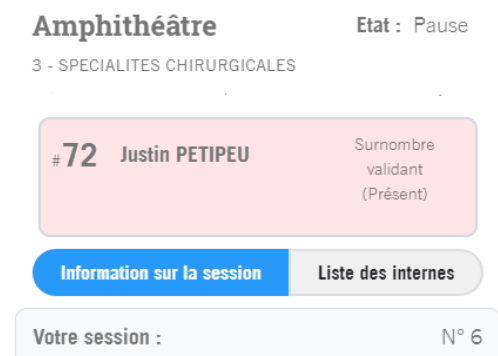 Amphithéâtre Etat : Pause
3 - SPECIALITES CHIRURGICALES
#72 Justin PETIPEU Surnombre
validant
(Présent)
Information sur la session Liste des internes
Votre session : N° 6